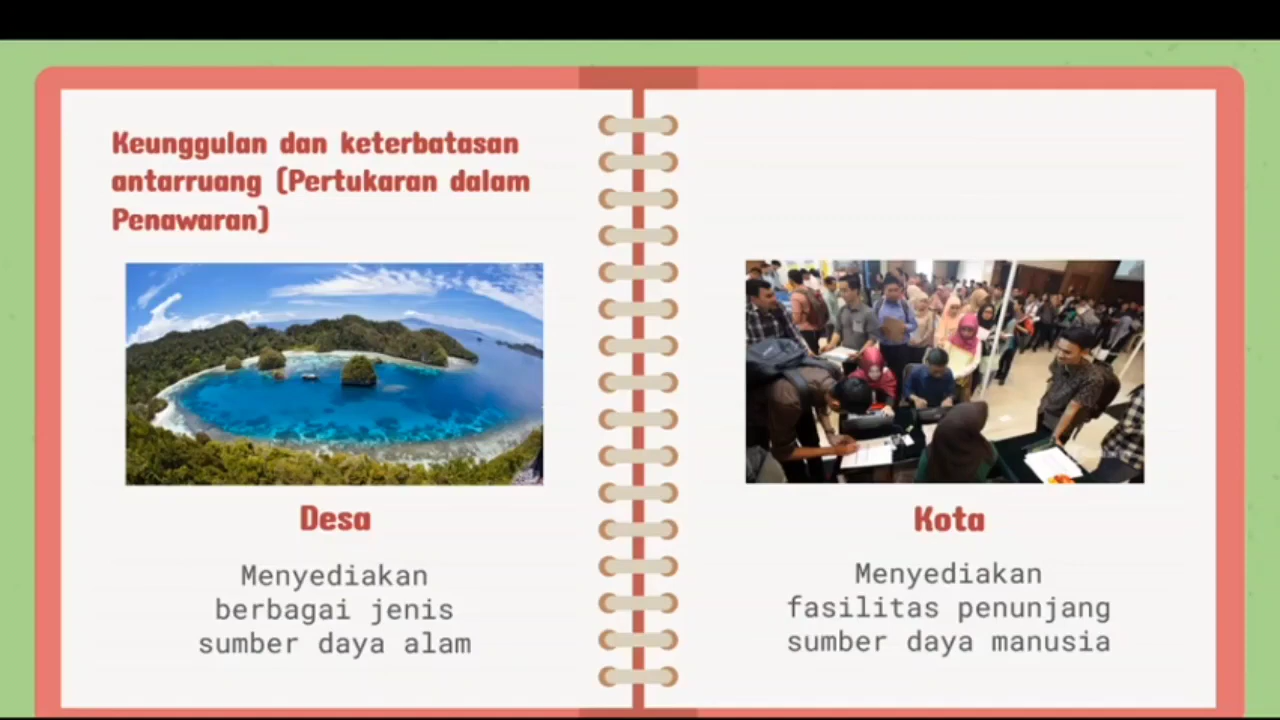 Keunggulan dan keterbatasan
antarruang (Pertukaran dalam
Penawaran)
Desa
Menyediakan
berbagai jenis
sumber daya alam
Kota
Menyediakan
fasilitas penunjang
sumber daya manusia